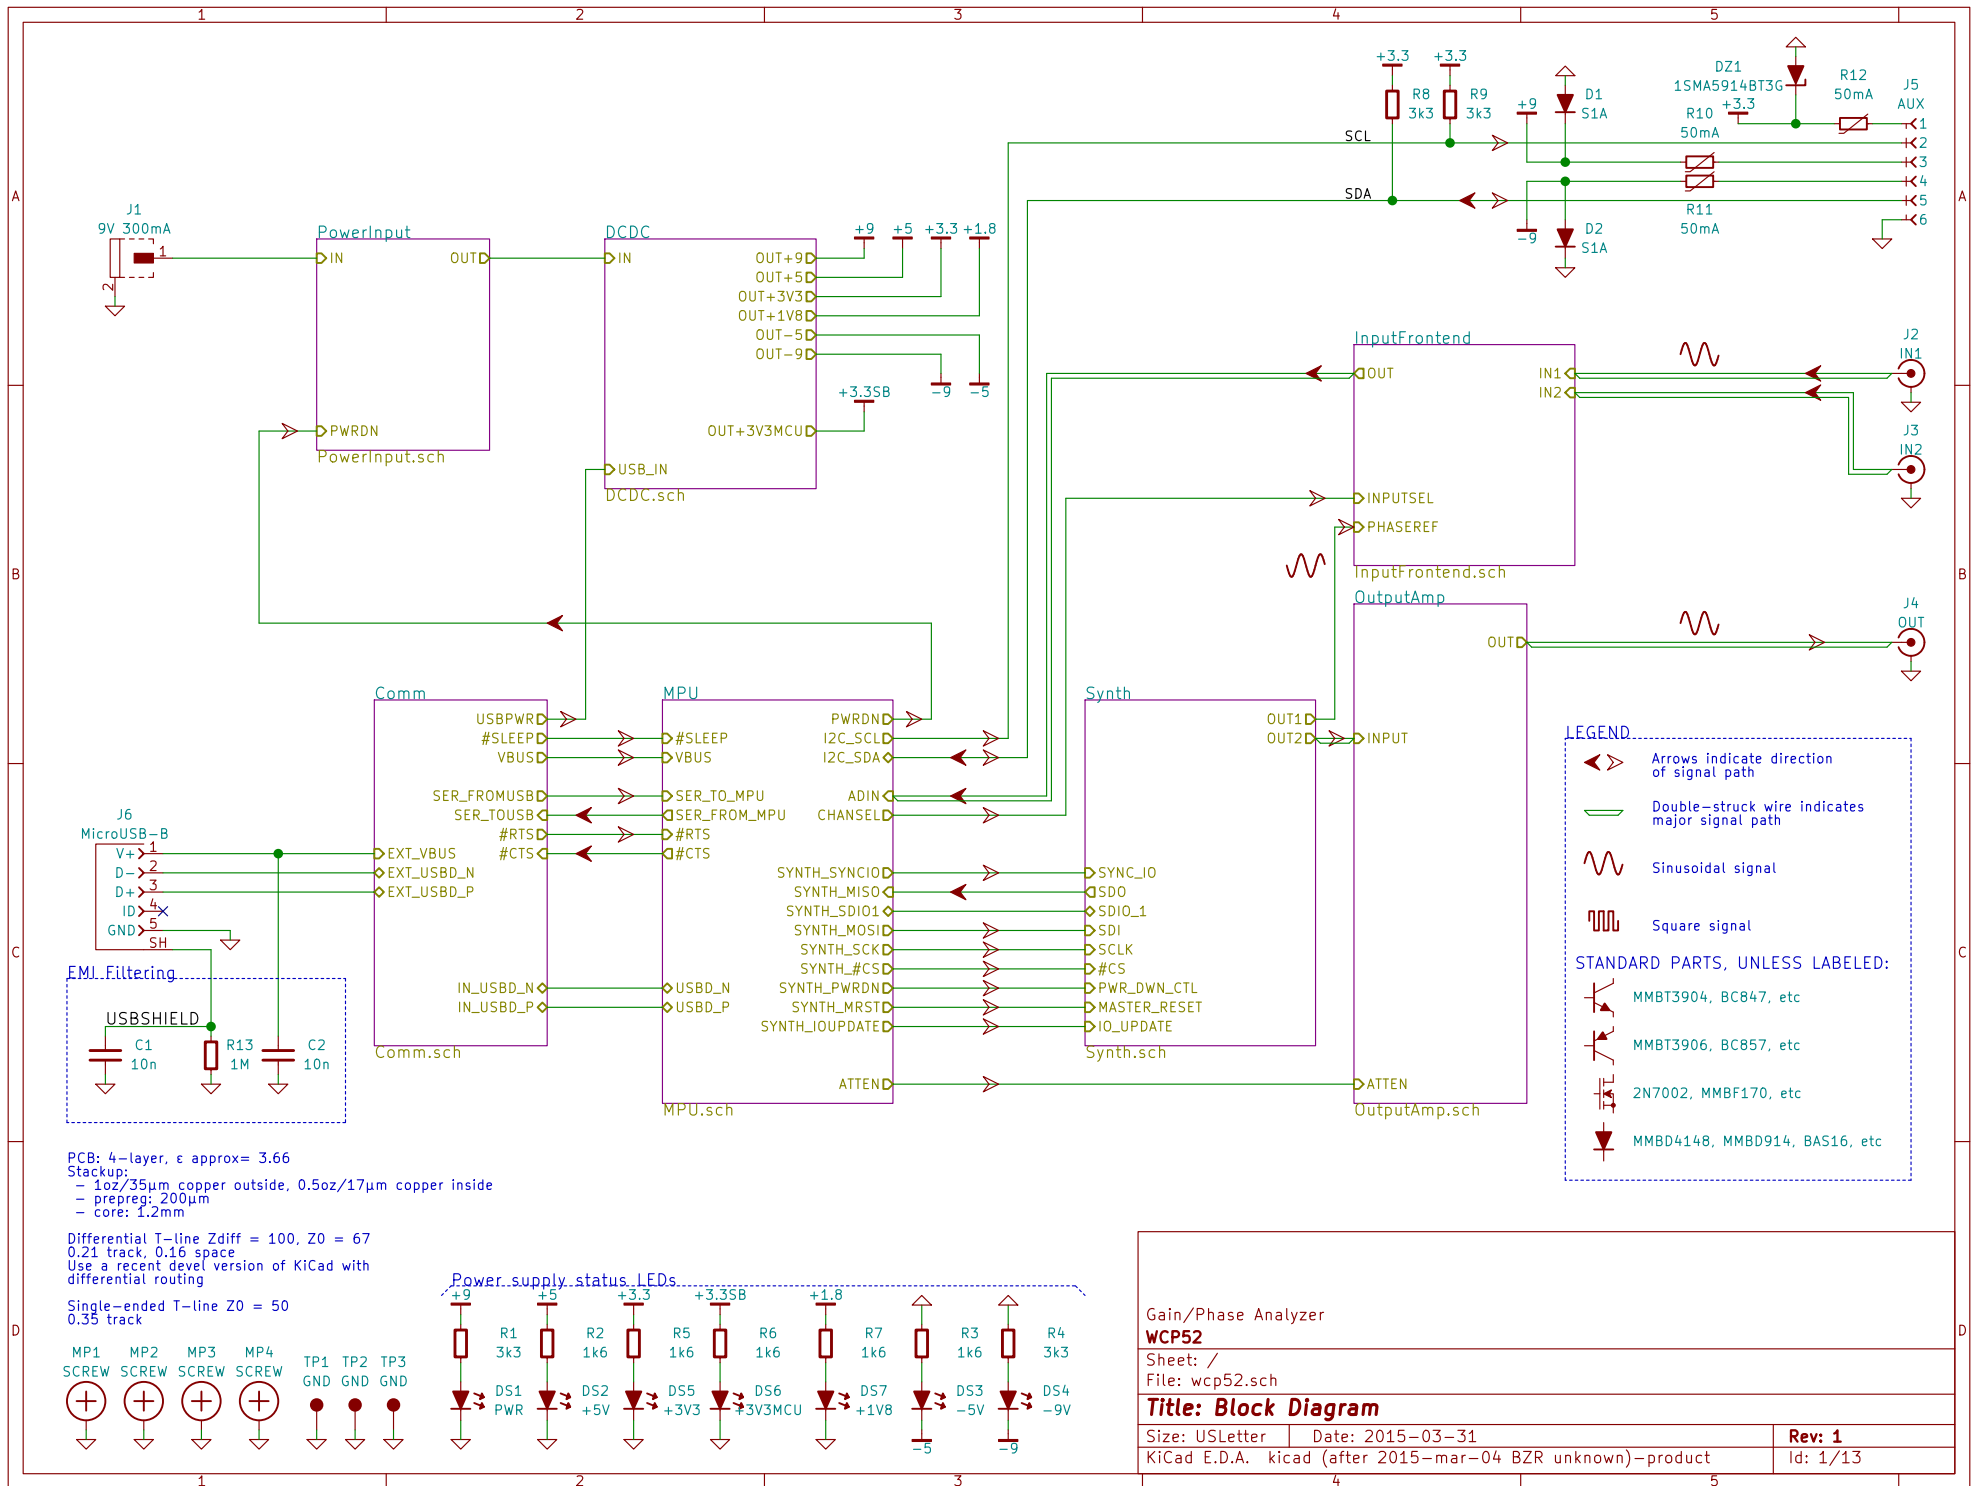 1
2
3
4
5
A
B
C
D
A
B
C
D
1
2
3
4
5
J1
9V 300mA
1
2
PowerInput
IN
OUT
PWRDN
PowerInput.sch
DCDC
IN
OUT+9
OUT+5
OUT+3V3
OUT+1V8
OUT-5
OUT-9
OUT+3V3MCU
USB_IN
DCDC.sch
+9
+5
+3.3
+1.8
-9
-5
+3.3SB
+3.3
+3.3
R8
3k3
R9
3k3
SCL
SDA
+9
-9
D1
S1A
D2
S1A
DZ1
1SMA5914BT3G
+3.3
R10
50mA
R11
50mA
R12
50mA
J5
AUX
1
2
3
4
5
6
InputFrontend
OUT
IN1
IN2
INPUTSEL
PHASEREF
InputFrontend.sch
J2
IN1
J3
IN2
OutputAmp
OUT
INPUT
ATTEN
OutputAmp.sch
J4
OUT
Comm
USBPWR
#SLEEP
VBUS
SER_FROMUSB
SER_TOUSB
#RTS
#CTS
EXT_VBUS
EXT_USBD_N
EXT_USBD_P
IN_USBD_N
IN_USBD_P
Comm.sch
MPU
#SLEEP
VBUS
SER_TO_MPU
SER_FROM_MPU
#RTS
#CTS
USBD_N
USBD_P
PWRDN
I2C_SCL
I2C_SDA
ADIN
CHANSEL
SYNTH_SYNCIO
SYNTH_MISO
SYNTH_SDIO1
SYNTH_MOSI
SYNTH_SCK
SYNTH_#CS
SYNTH_PWRDN
SYNTH_MRST
SYNTH_IOUPDATE
ATTEN
MPU.sch
Synth
OUT1
OUT2
SYNC_IO
SDO
SDIO_1
SDI
SCLK
#CS
PWR_DWN_CTL
MASTER_RESET
IO_UPDATE
Synth.sch
J6
MicroUSB-B
V+ 1
D- 2
D+ 3
ID 4
GND 5
SH
EMI Filtering
USBSHIELD
C1
10n
R13
1M
C2
10n
LEGEND
Arrows indicate direction
of signal path
Double-struck wire indicates
major signal path
Sinusoidal signal
Square signal
STANDARD PARTS, UNLESS LABELED:
MMBT3904, BC847, etc
MMBT3906, BC857, etc
2N7002, MMBF170, etc
MMBD4148, MMBD914, BAS16, etc
PCB: 4-layer, ε approx= 3.66
Stackup:
- 1oz/35µm copper outside, 0.5oz/17µm copper inside
- prepreg: 200µm
- core: 1.2mm
Differential T-line Zdiff = 100, Z0 = 67
0.21 track, 0.16 space
Use a recent devel version of KiCad with
differential routing
Single-ended T-line Z0 = 50
0.35 track
MP1
SCREW
MP2
SCREW
MP3
SCREW
MP4
SCREW
TP1
GND
TP2
GND
TP3
GND
Power supply status LEDs
+9
+5
+3.3
+3.3SB
+1.8
R1
3k3
R2
1k6
R5
1k6
R6
1k6
R7
1k6
R3
1k6
R4
3k3
DS1
PWR
DS2
+5V
DS5
+3V3
DS6
+3V3MCU
DS7
+1V8
DS3
-5V
DS4
-9V
-5
-9
Gain/Phase Analyzer
WCP52
Sheet: /
File: wcp52.sch
Title: Block Diagram
Size: USLetter
Date: 2015-03-31
Rev: 1
KiCad E.D.A. kicad (after 2015-mar-04 BZR unknown)-product
Id: 1/13